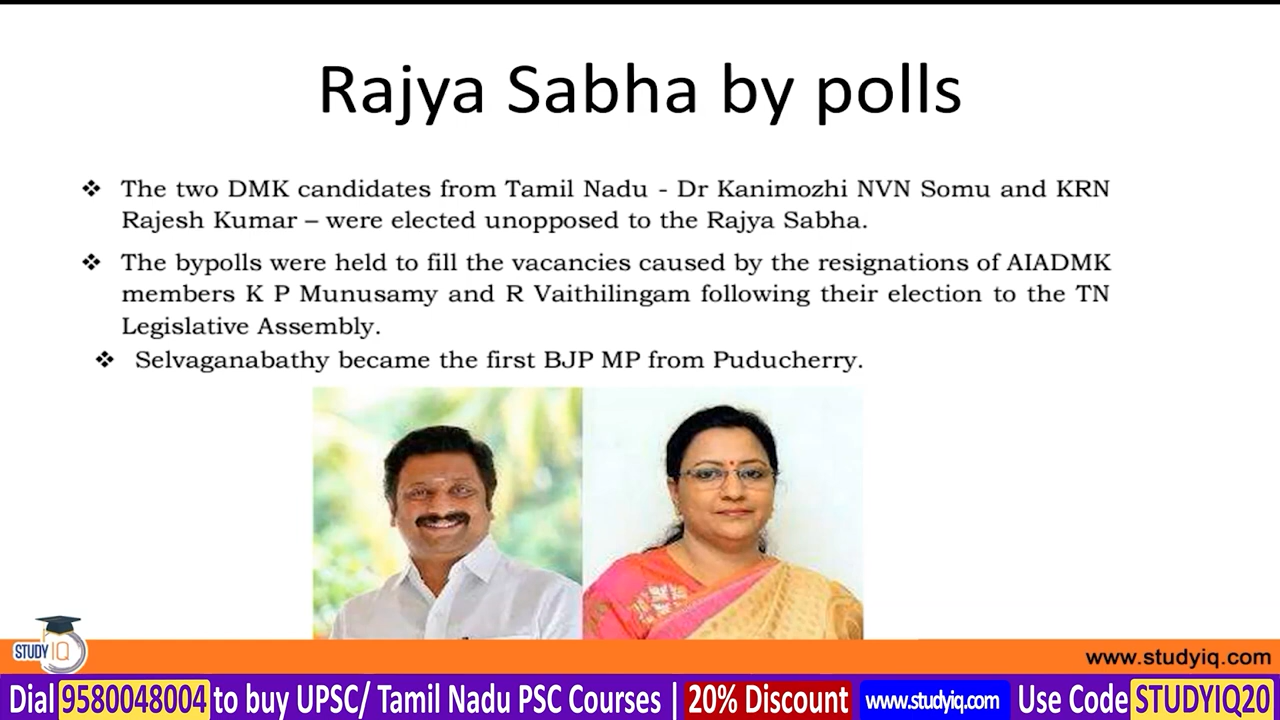 Rajya Sabha by polls
❖ The two DMK candidates from Tamil Nadu - Dr Kanimozhi NVN Somu and KRN
Rajesh Kumar – were elected unopposed to the Rajya Sabha.
❖ The bypolls were held to fill the vacancies caused by the resignations of AIADMK
members K P Munusamy and R Vaithilingam following their election to the TN
Legislative Assembly.
❖ Selvaganabathy became the first BJP MP from Puducherry.
STUDY IQ
www.studyiq.com
Dial 9580048004 to buy UPSC/ Tamil Nadu PSC Courses | 20% Discount www.studyiq.com Use Code STUDYIQ20